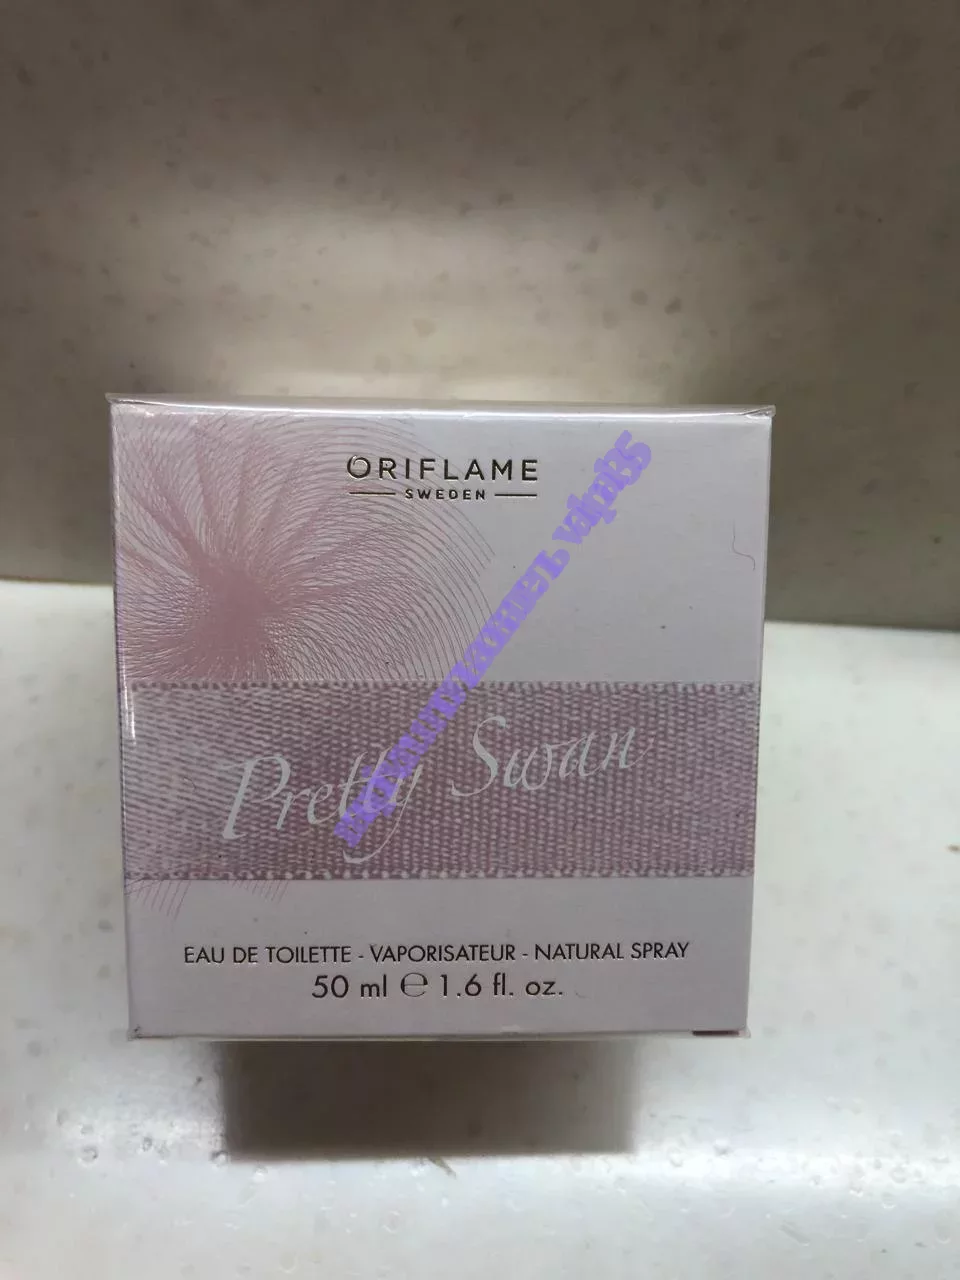 ORIFLAME
SWEDEN
Pretty Swan
EAU DE TOILETTE - VAPORISATEUR - NATURAL SPRAY
50 ml ℮ 1.6 fl. oz.